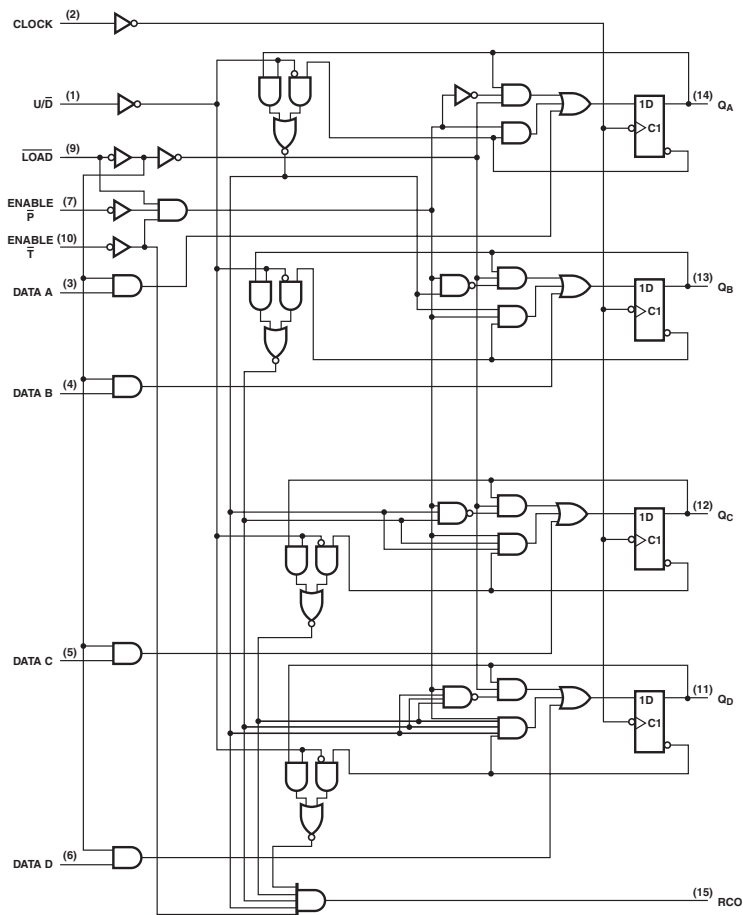 CLOCK (2)
U/D̅ (1)
L̅O̅A̅D̅ (9)
ENABLE (7)
P̅
ENABLE (10)
T̅
DATA A (3)
DATA B (4)
DATA C (5)
DATA D (6)
1D
C1
(14) QA
1D
C1
(13) QB
1D
C1
(12) QC
1D
C1
(11) QD
(15) RCO